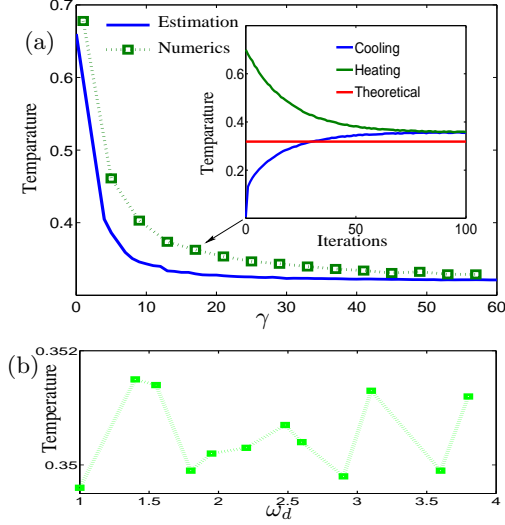 (a)
Temparature
0.7
0.6
0.5
0.4
Estimation
Numerics
Temparature
0.6
0.4
0.2
Cooling
Heating
Theoretical
0 50 100
Iterations
0 10 20 30 40 50 60
γ
(b)
Temperature
0.352
0.35
1 1.5 2 2.5 3 3.5 4
ω_d